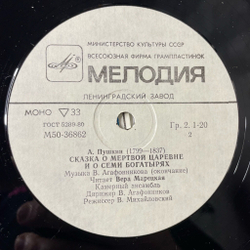 МИНИСТЕРСТВО КУЛЬТУРЫ СССР
ВСЕСОЮЗНАЯ ФИРМА ГРАМПЛАСТИНОК
МЕЛОДИЯ
ЛЕНИНГРАДСКИЙ ЗАВОД
МОНО 33
ГОСТ 5289-80
Гр. 2. 1-20
М50-36862
2
А. Пушкин (1799—1837)
СКАЗКА О МЕРТВОЙ ЦАРЕВНЕ
И О СЕМИ БОГАТЫРЯХ
Музыка В. Агафонникова (окончание)
Читает Вера Марецкая
Камерный ансамбль
Дирижер В. Агафонников
Режиссер В. Михайловский